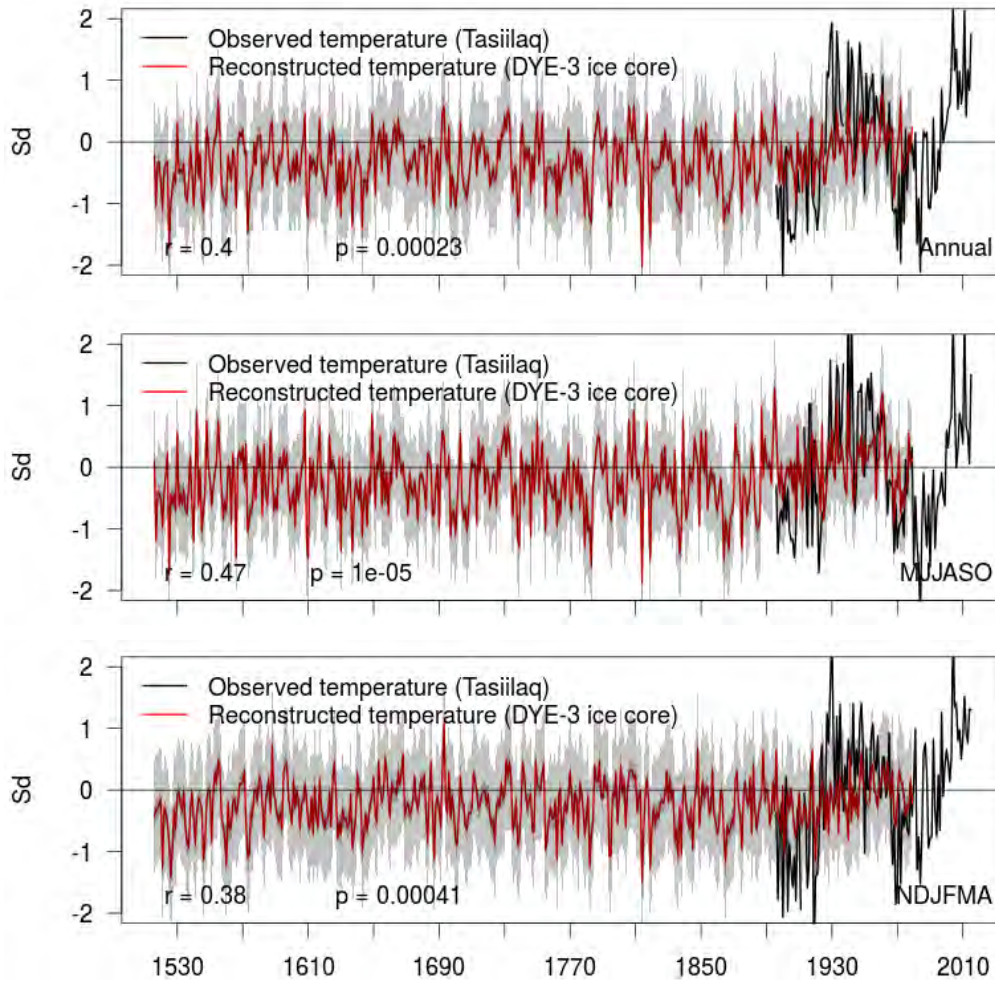 2
Observed temperature (Tasiilaq)
Reconstructed temperature (DYE-3 ice core)
1
Sd
0
-1
r = 0.4 p = 0.00023 Annual
-2
2
Observed temperature (Tasiilaq)
Reconstructed temperature (DYE-3 ice core)
1
Sd
0
-1
r = 0.47 p = 1e-05 MJJASO
-2
2
Observed temperature (Tasiilaq)
Reconstructed temperature (DYE-3 ice core)
1
Sd
0
-1
r = 0.38 p = 0.00041 NDJFMA
-2
1530 1610 1690 1770 1850 1930 2010